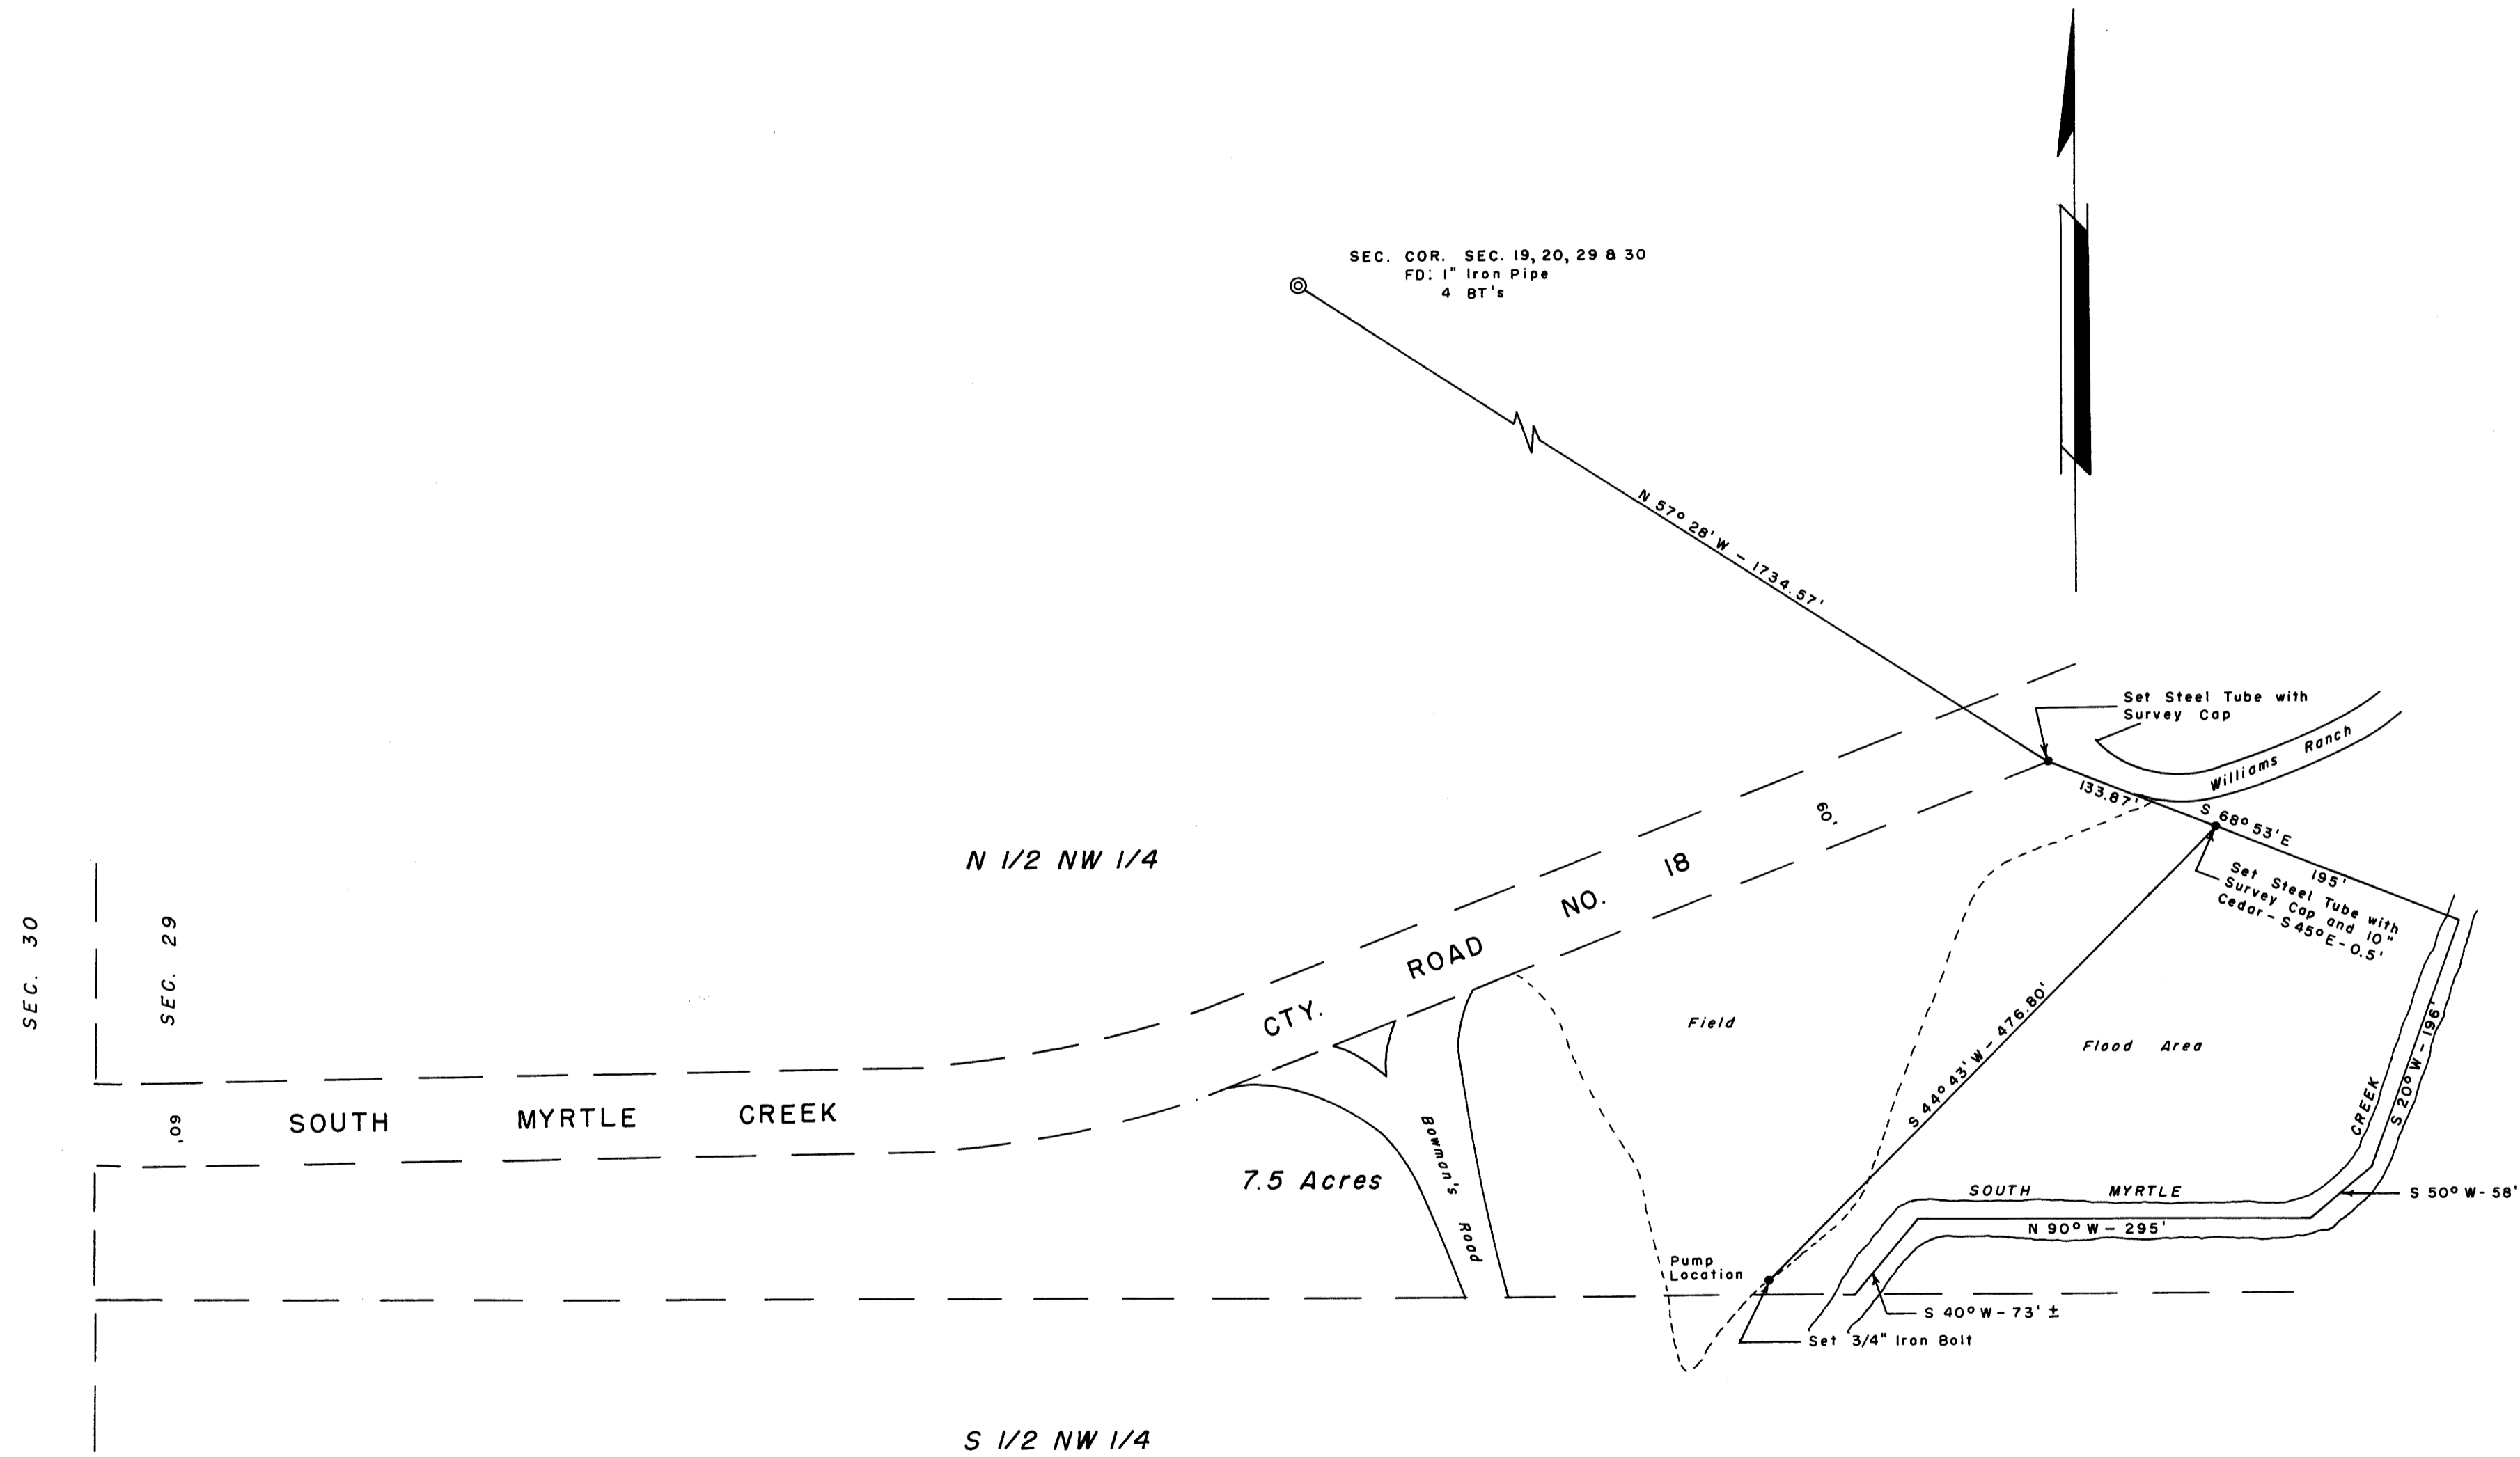 SEC. COR. SEC. 19, 20, 29 & 30
FD: 1" Iron Pipe
4 BT's
N 57° 28' W - 1734.57'
Set Steel Tube with
Survey Cap
Williams Ranch
133.87'
S 68° 53' E
195'
Set Steel Tube with
Survey Cap and 10"
Cedar - S 45° E - 0.5'
60'
N 1/2 NW 1/4
SEC. 30
SEC. 29
CTY. ROAD NO. 18
Field
S 44° 43' W - 476.80'
Flood Area
CREEK
S 20° W - 196'
60'
SOUTH MYRTLE CREEK
Bowman's Road
7.5 Acres
SOUTH MYRTLE
S 50° W - 58'
N 90° W - 295'
Pump
Location
S 40° W - 73' ±
Set 3/4" Iron Bolt
S 1/2 NW 1/4